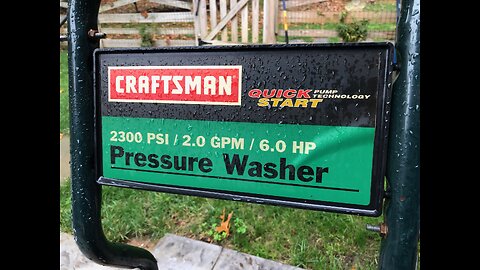 CRAFTSMAN
QUICK START PUMP TECHNOLOGY
2300 PSI / 2.0 GPM / 6.0 HP
Pressure Washer